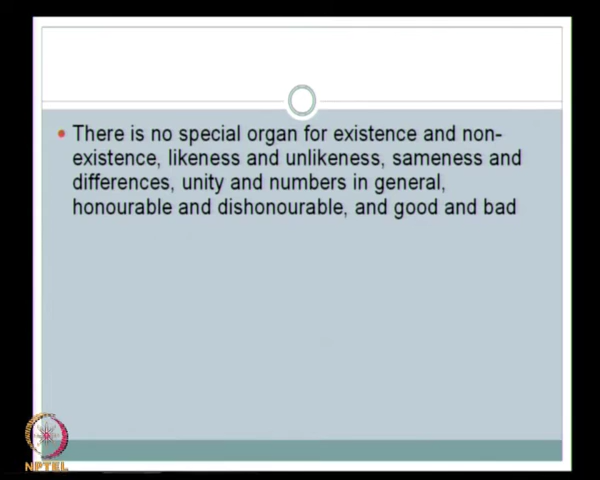 There is no special organ for existence and non-
existence, likeness and unlikeness, sameness and
differences, unity and numbers in general,
honourable and dishonourable, and good and bad
NPTEL